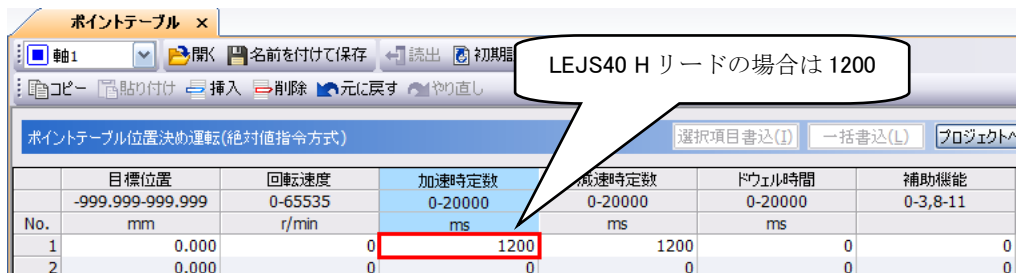 ポイントテーブル ×
軸1 開く 名前を付けて保存 読出 初期
LEJS40 H リードの場合は 1200
コピー 貼り付け 挿入 削除 元に戻す やり直し
ポイントテーブル位置決め運転(絶対値指令方式) 選択項目書込(I) 一括書込(L) プロジェクトへ
目標位置 回転速度 加速時定数 減速時定数 ドウェル時間 補助機能
-999.999-999.999 0-65535 0-20000 0-20000 0-20000 0-3,8-11
No. mm r/min ms ms ms
1 0.000 0 1200 1200 0 0
2 0.000 0 0 0 0 0